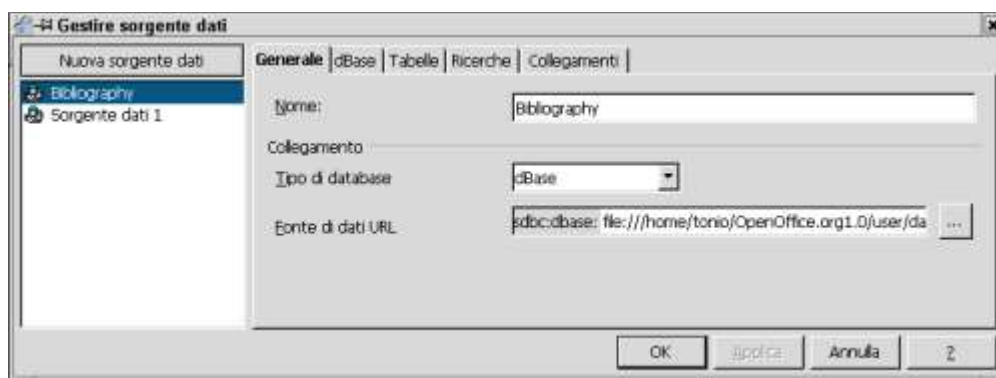 Gestire sorgente dati
Nuova sorgente dati
Bibliography
Sorgente dati 1
Generale dBase Tabelle Ricerche Collegamenti
Nome: Bibliography
Collegamento
Tipo di database dBase
Fonte di dati URL sdbc:dbase: file:///home/tonio/OpenOffice.org1.0/user/da ...
OK Applica Annulla ?